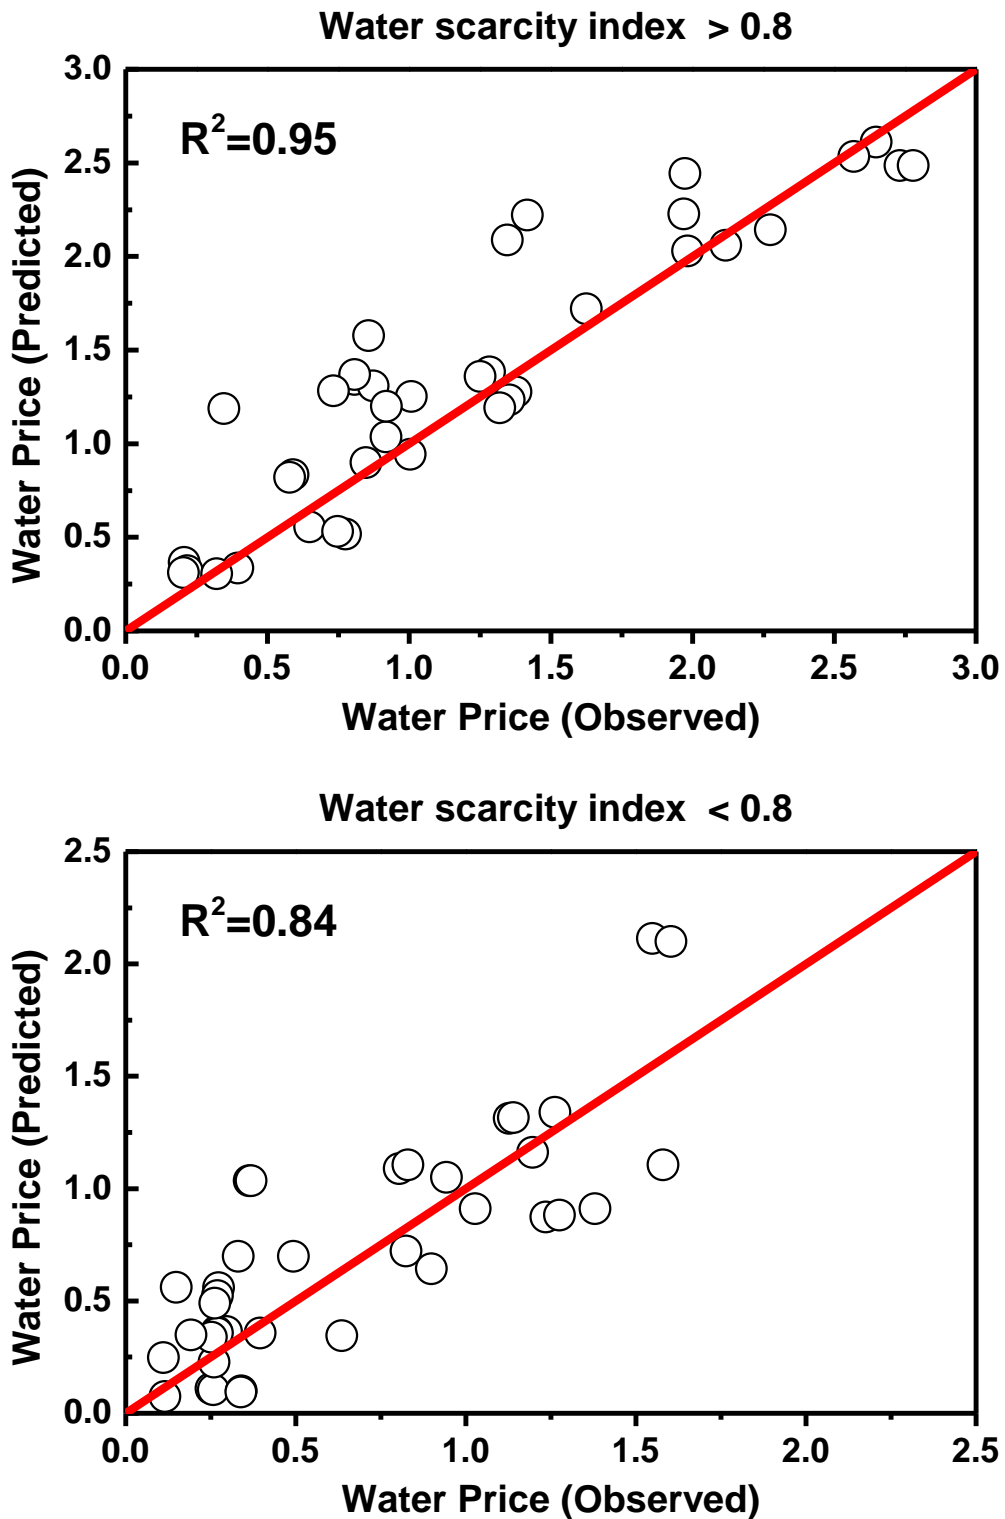 Water scarcity index > 0.8
3.0
2.5
2.0
1.5
1.0
0.5
0.0
Water Price (Predicted)
R²=0.95
0.0 0.5 1.0 1.5 2.0 2.5 3.0
Water Price (Observed)
Water scarcity index < 0.8
2.5
2.0
1.5
1.0
0.5
0.0
Water Price (Predicted)
R²=0.84
0.0 0.5 1.0 1.5 2.0 2.5
Water Price (Observed)